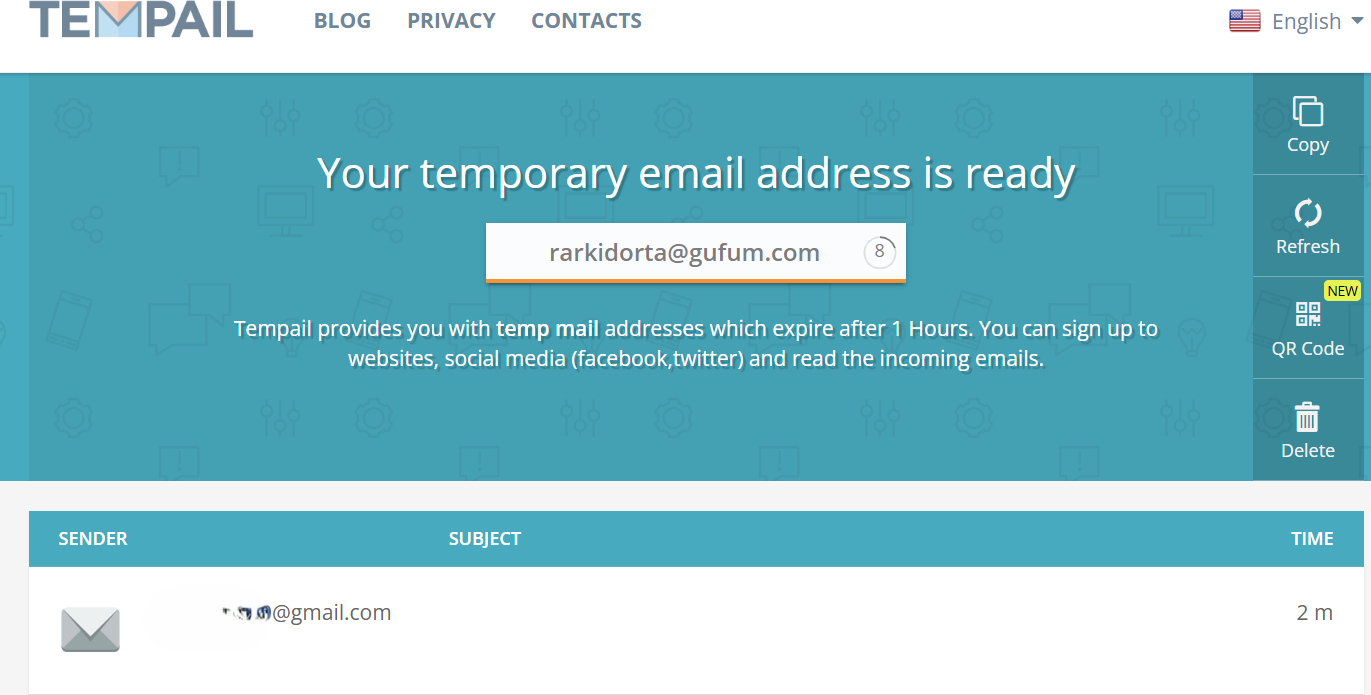 TEMPAIL
BLOG PRIVACY CONTACTS
English
Copy
Your temporary email address is ready
Refresh
rarkidorta@gufum.com 8
NEW
QR Code
Tempail provides you with temp mail addresses which expire after 1 Hours. You can sign up to
websites, social media (facebook,twitter) and read the incoming emails.
Delete
SENDER SUBJECT TIME
@gmail.com 2 m